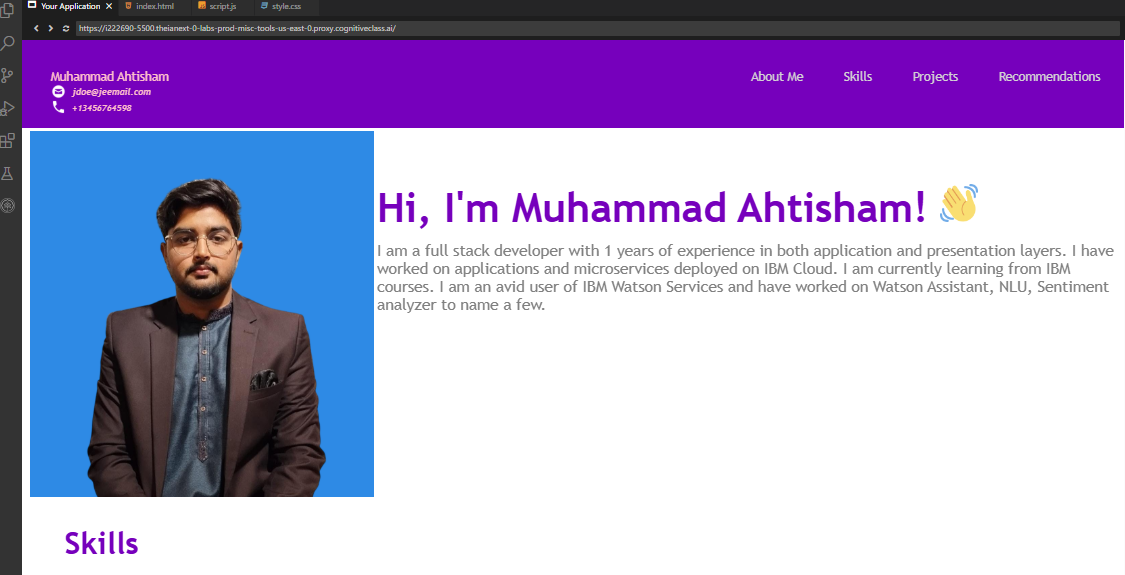 Your Application
index.html
script.js
style.css
https://i222690-5500.theianext-0-labs-prod-misc-tools-us-east-0.proxy.cognitiveclass.ai/
Muhammad Ahtisham
jdoe@jeemail.com
+13456764598
About Me
Skills
Projects
Recommendations
Hi, I'm Muhammad Ahtisham! 👋
I am a full stack developer with 1 years of experience in both application and presentation layers. I have
worked on applications and microservices deployed on IBM Cloud. I am currently learning from IBM
courses. I am an avid user of IBM Watson Services and have worked on Watson Assistant, NLU, Sentiment
analyzer to name a few.
Skills